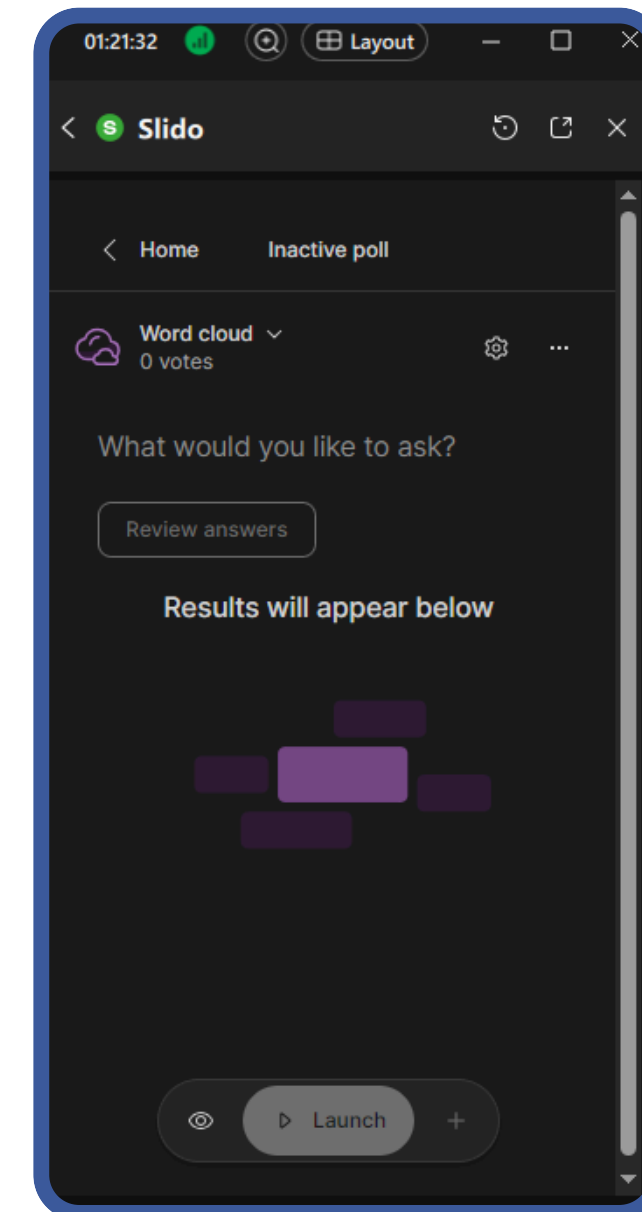 01:21:32 Layout
Slido
Home Inactive poll
Word cloud
0 votes
What would you like to ask?
Review answers
Results will appear below
Launch